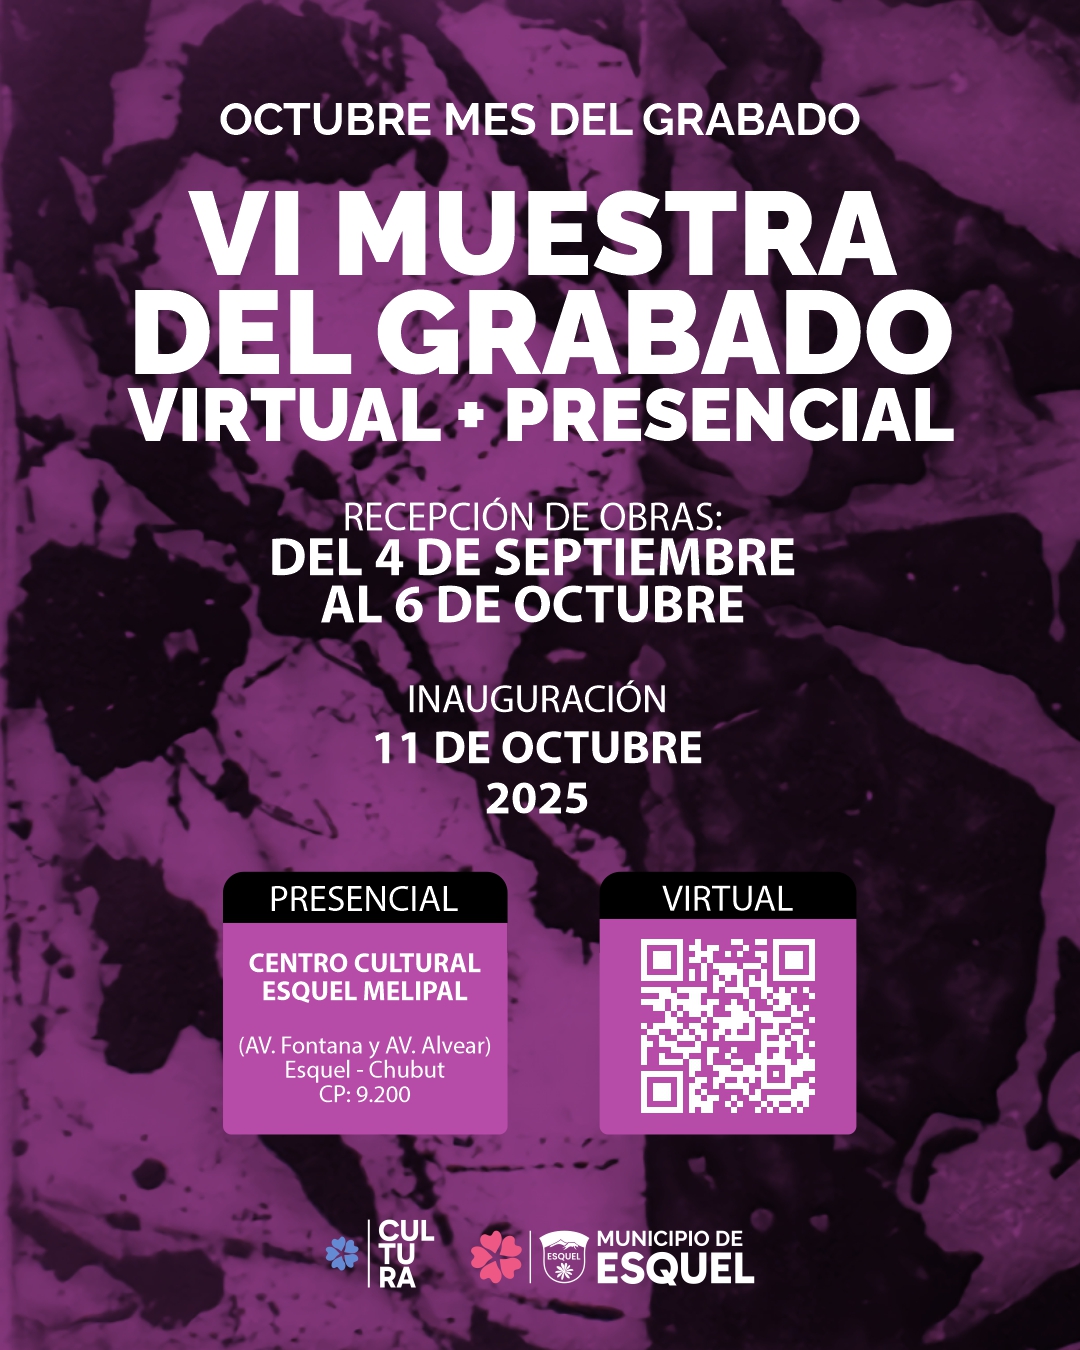 OCTUBRE MES DEL GRABADO
VI MUESTRA
DEL GRABADO
VIRTUAL + PRESENCIAL
RECEPCIÓN DE OBRAS:
DEL 4 DE SEPTIEMBRE
AL 6 DE OCTUBRE
INAUGURACIÓN
11 DE OCTUBRE
2025
PRESENCIAL
CENTRO CULTURAL
ESQUEL MELIPAL
(AV. Fontana y AV. Alvear)
Esquel - Chubut
CP: 9.200
VIRTUAL
CUL
TU
RA
ESQUEL
MUNICIPIO DE
ESQUEL